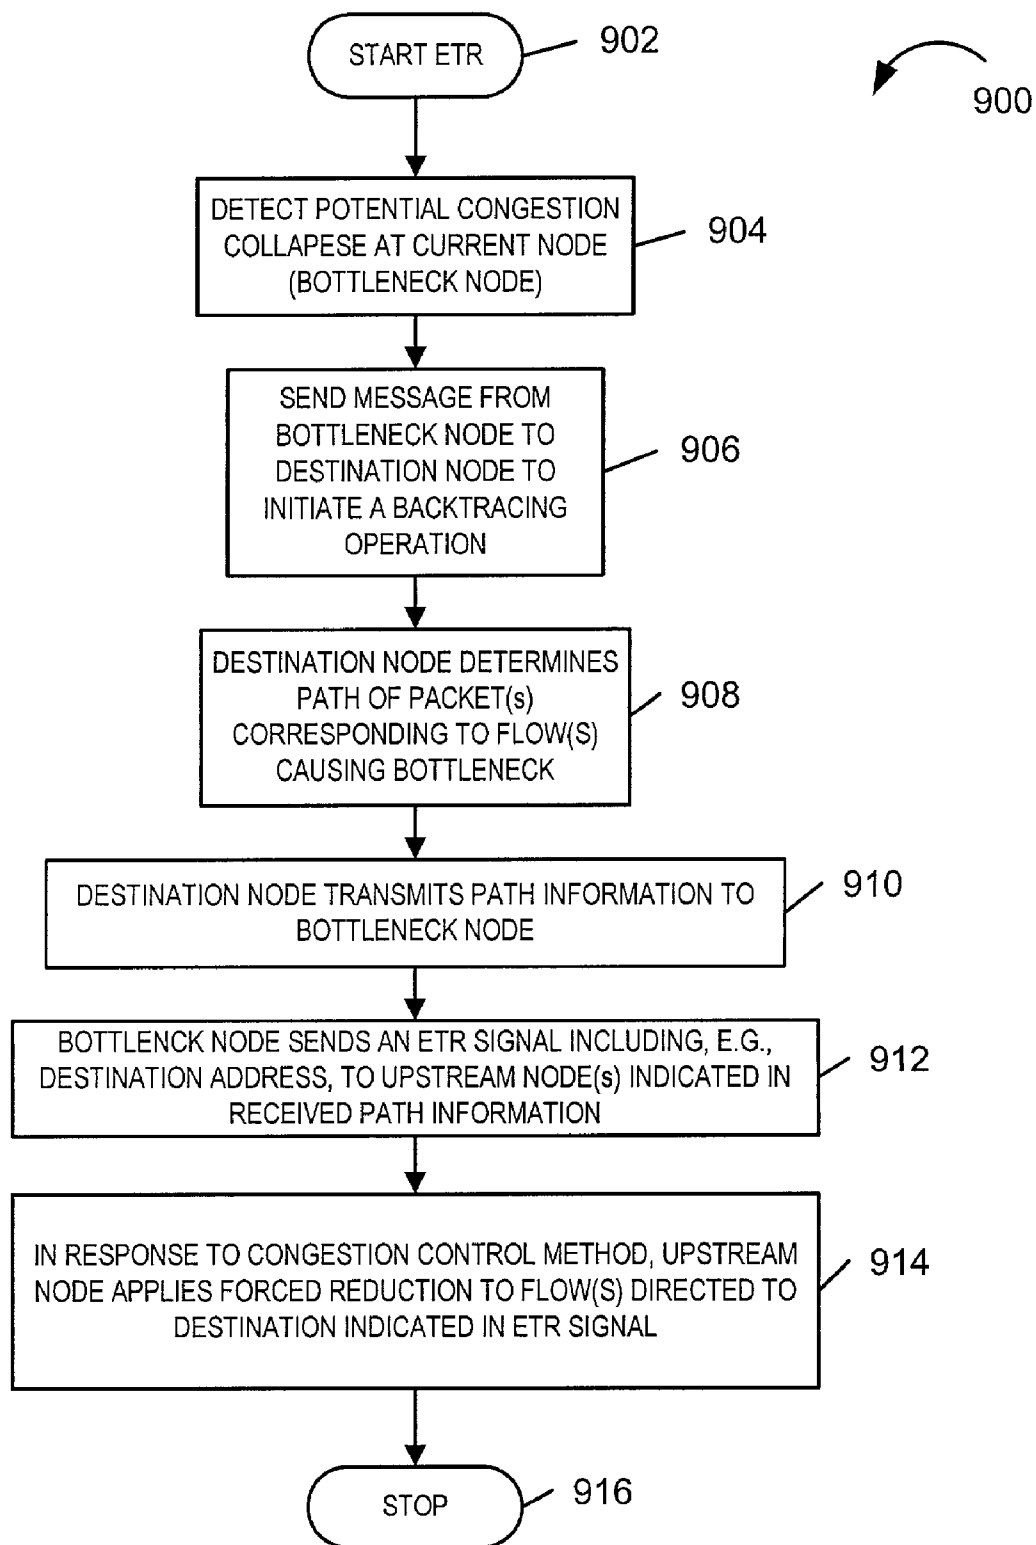 START ETR
902
900
DETECT POTENTIAL CONGESTION
COLLAPESE AT CURRENT NODE
(BOTTLENECK NODE)
904
SEND MESSAGE FROM
BOTTLENECK NODE TO
DESTINATION NODE TO
INITIATE A BACKTRACING
OPERATION
906
DESTINATION NODE DETERMINES
PATH OF PACKET(s)
CORRESPONDING TO FLOW(S)
CAUSING BOTTLENECK
908
DESTINATION NODE TRANSMITS PATH INFORMATION TO
BOTTLENECK NODE
910
BOTTLENCK NODE SENDS AN ETR SIGNAL INCLUDING, E.G.,
DESTINATION ADDRESS, TO UPSTREAM NODE(s) INDICATED IN
RECEIVED PATH INFORMATION
912
IN RESPONSE TO CONGESTION CONTROL METHOD, UPSTREAM
NODE APPLIES FORCED REDUCTION TO FLOW(S) DIRECTED TO
DESTINATION INDICATED IN ETR SIGNAL
914
STOP
916